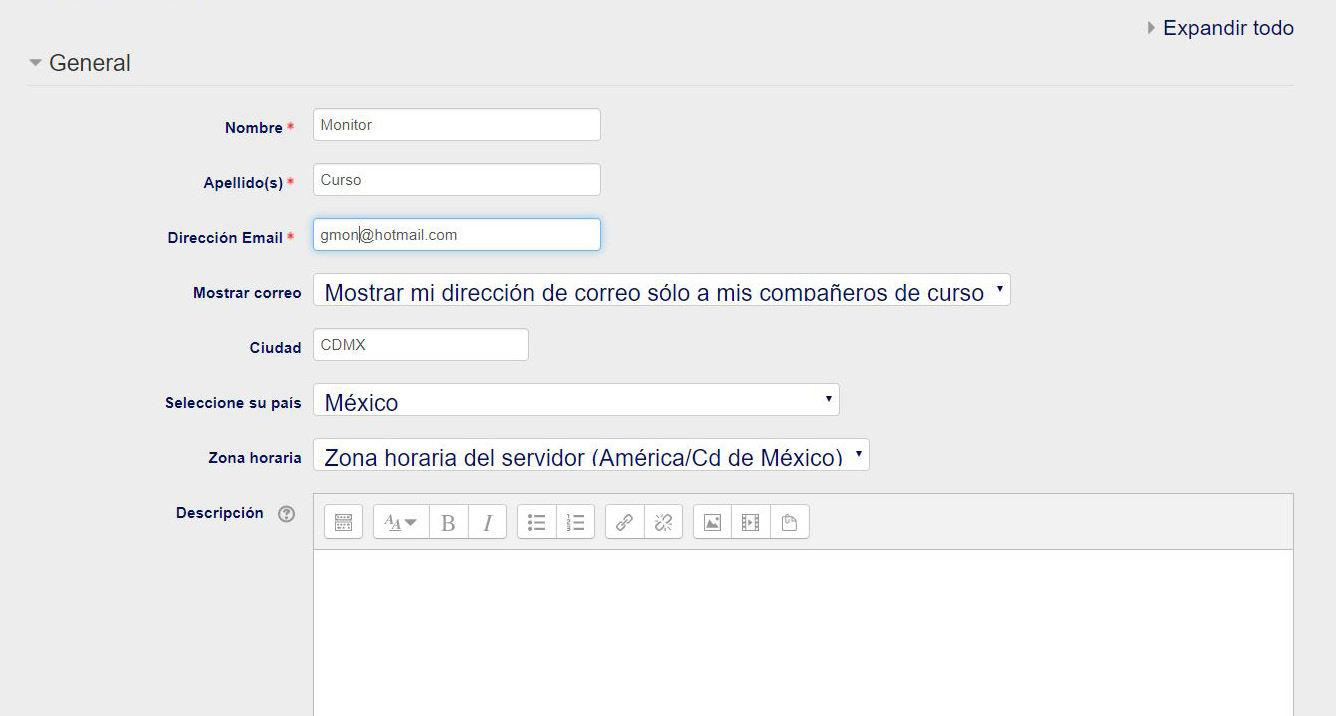 Expandir todo
General
Nombre *
Monitor
Apellido(s) *
Curso
Dirección Email *
gmon@hotmail.com
Mostrar correo
Mostrar mi dirección de correo sólo a mis compañeros de curso
Ciudad
CDMX
Seleccione su país
México
Zona horaria
Zona horaria del servidor (América/Cd de México)
Descripción